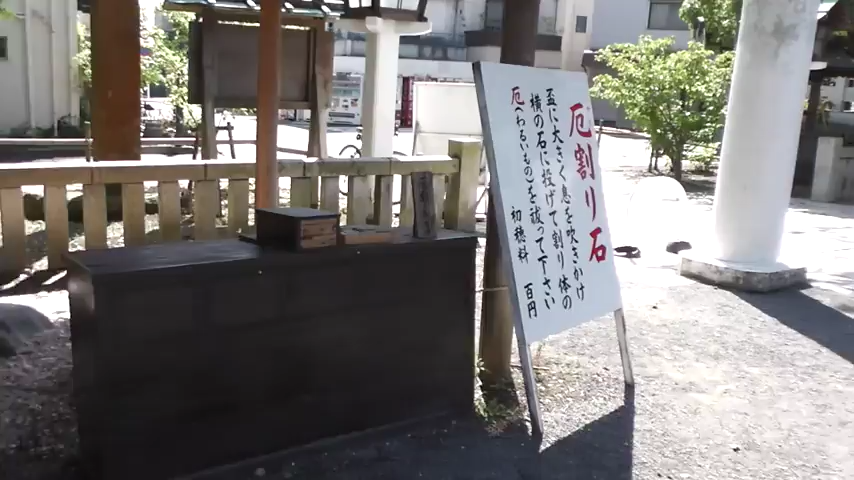 厄割り石
盃に大きく息を吹きかけ
横の石に投げて割り体の
厄(わるいもの)を祓って下さい
初穂料 百円